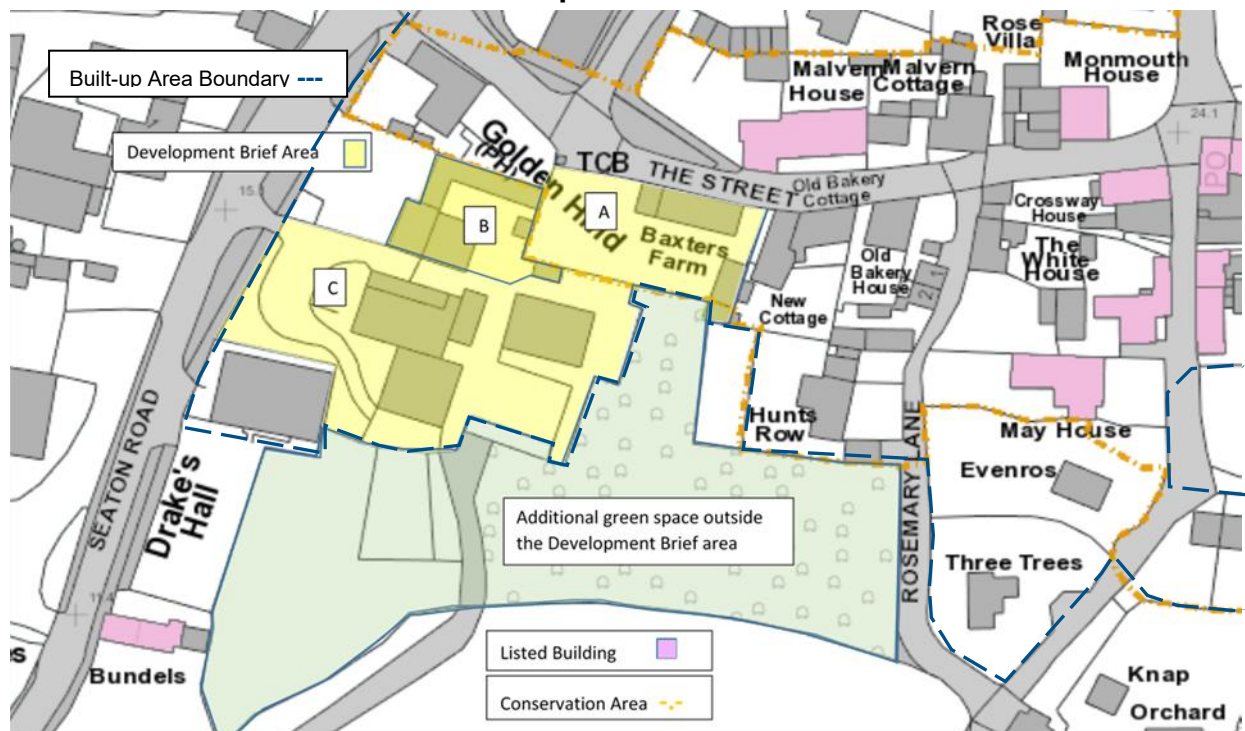 Rose
Villa
Monmouth
House
Built-up Area Boundary
Malvern
House
Malvern
Cottage
24.1
Development Brief Area
Golden Hind
(PH)
TCB
THE STREET
Old Bakery
Cottage
PO
A
B
C
Baxters
Farm
Crossway
House
The
White
House
Old
Bakery
House
2
1
New
Cottage
SEATON ROAD
Drake's
Hall
Hunts
Row
ROSEMARY LANE
May House
Evenros
Additional green space outside
the Development Brief area
Three Trees
Listed Building
Conservation Area
Bundels
Knap
Orchard